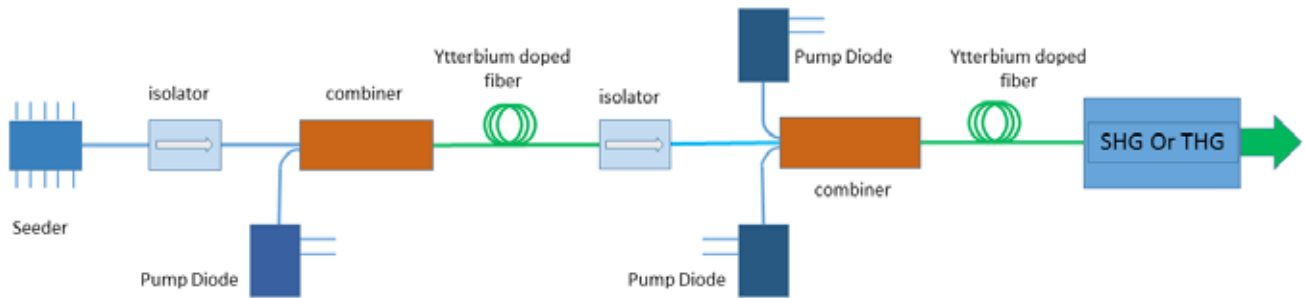 Ytterbium doped
fiber
Pump Diode
Ytterbium doped
fiber
isolator
combiner
isolator
SHG Or THG
combiner
Seeder
Pump Diode
Pump Diode